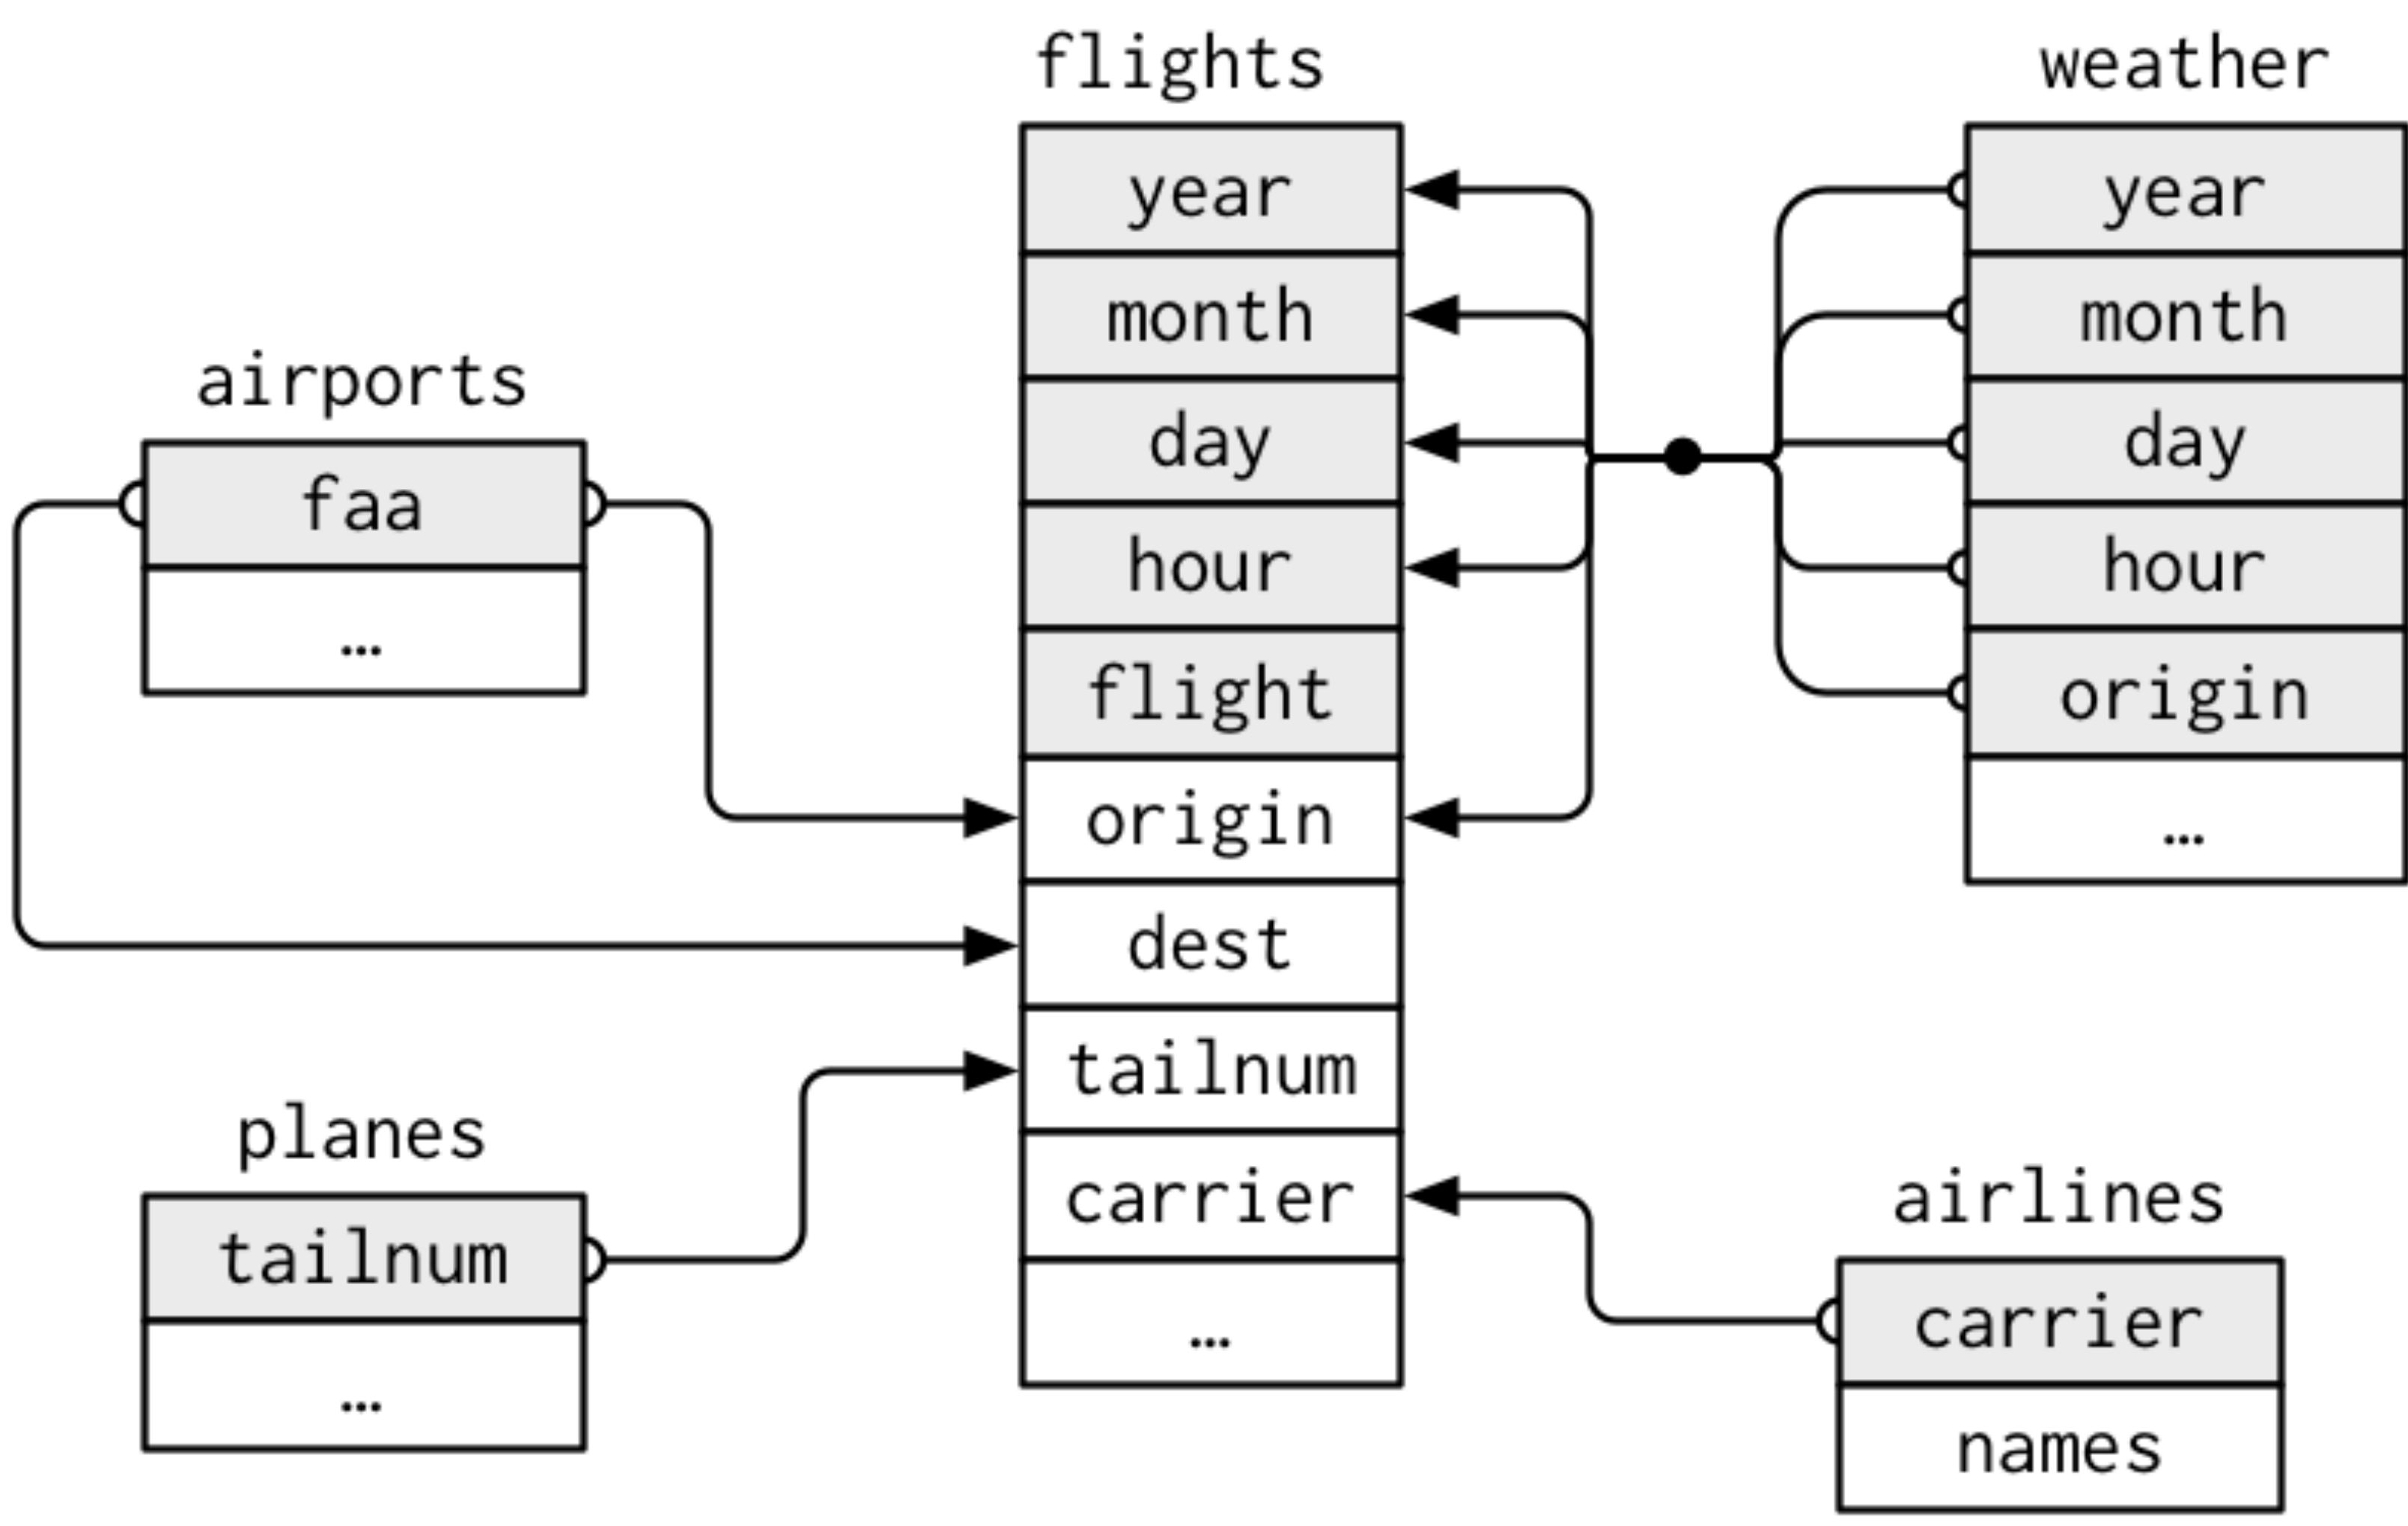 flights
year
month
day
hour
flight
origin
dest
tailnum
carrier
…
weather
year
month
day
hour
origin
…
airports
faa
…
planes
tailnum
…
airlines
carrier
names